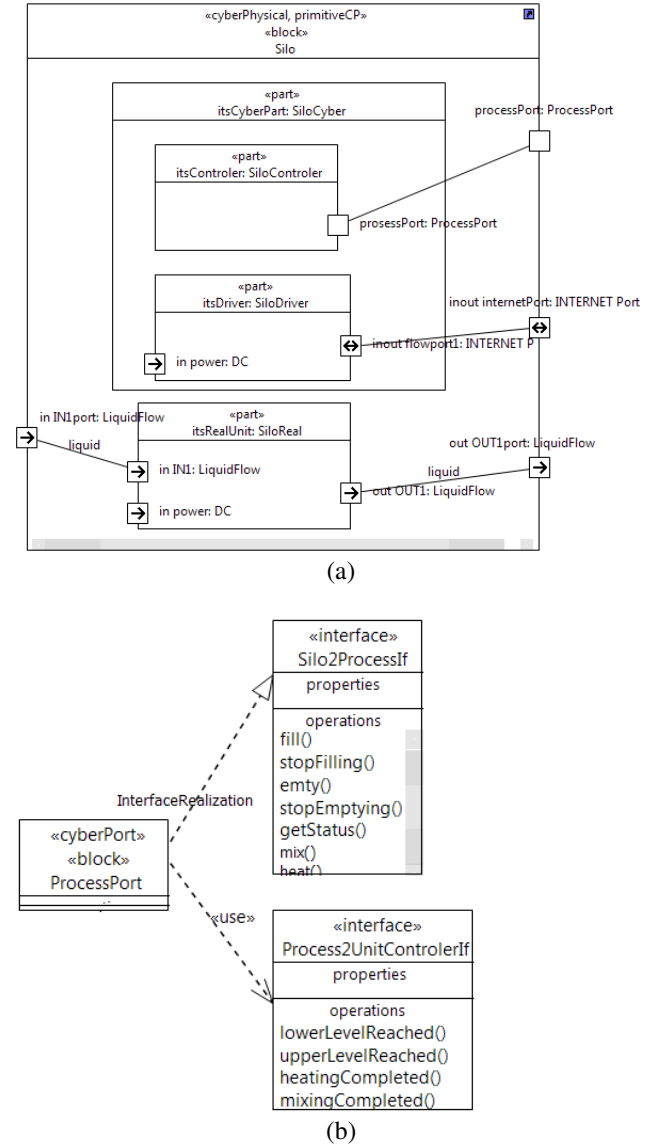 «cyberPhysical, primitiveCP»
«block»
Silo
«part»
itsCyberPart: SiloCyber
processPort: ProcessPort
«part»
itsControler: SiloControler
prosessPort: ProcessPort
«part»
itsDriver: SiloDriver
inout internetPort: INTERNET Port
inout flowport1: INTERNET P
in power: DC
in IN1port: LiquidFlow
liquid
«part»
itsRealUnit: SiloReal
out OUT1port: LiquidFlow
in IN1: LiquidFlow
liquid
out OUT1: LiquidFlow
in power: DC
(a)
«interface»
Silo2ProcessIf
properties
operations
fill()
stopFilling()
emty()
stopEmptying()
getStatus()
mix()
heat()
InterfaceRealization
«cyberPort»
«block»
ProcessPort
«use»
«interface»
Process2UnitControlerIf
properties
operations
lowerLevelReached()
upperLevelReached()
heatingCompleted()
mixingCompleted()
(b)